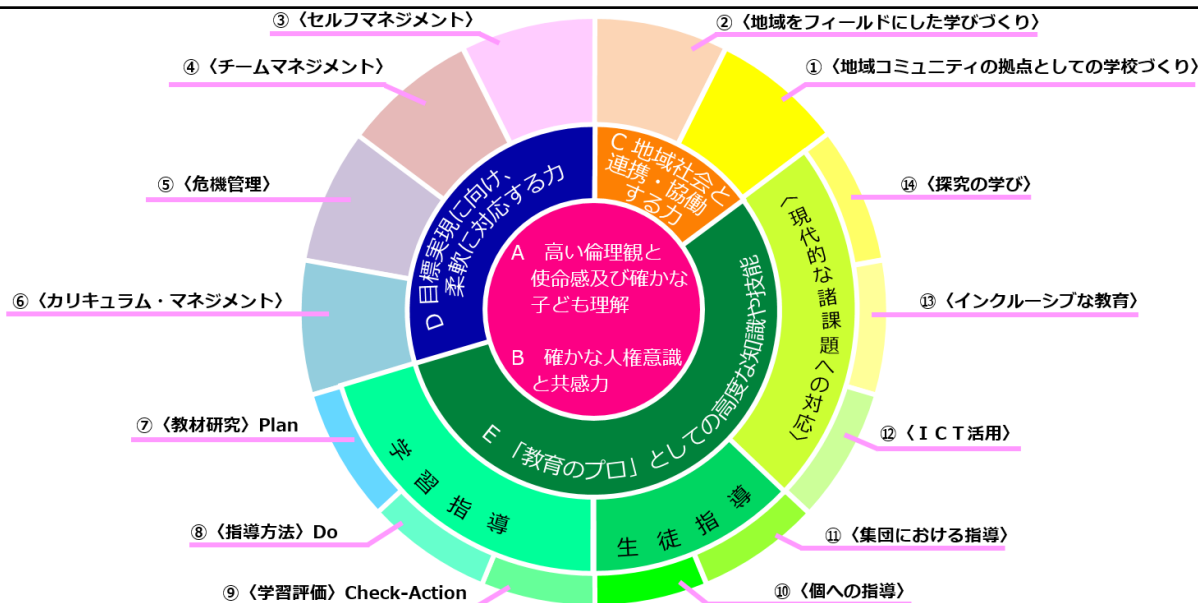 ③〈セルフマネジメント〉
②〈地域をフィールドにした学びづくり〉
④〈チームマネジメント〉
①〈地域コミュニティの拠点としての学校づくり〉
⑤〈危機管理〉
⑭〈探究の学び〉
⑥〈カリキュラム・マネジメント〉
⑬〈インクルーシブな教育〉
⑦〈教材研究〉Plan
⑫〈ＩＣＴ活用〉
⑧〈指導方法〉Do
⑪〈集団における指導〉
⑨〈学習評価〉Check-Action
⑩〈個への指導〉
C 地域社会と
連携・協働
する力
D 目標実現に向け、
柔軟に対応する力
A 高い倫理観と
使命感及び確かな
子ども理解
B 確かな人権意識
と共感力
E 「教育のプロ」としての高度な知識や技能
〈現代的な諸課題への対応〉
学習指導
生徒指導